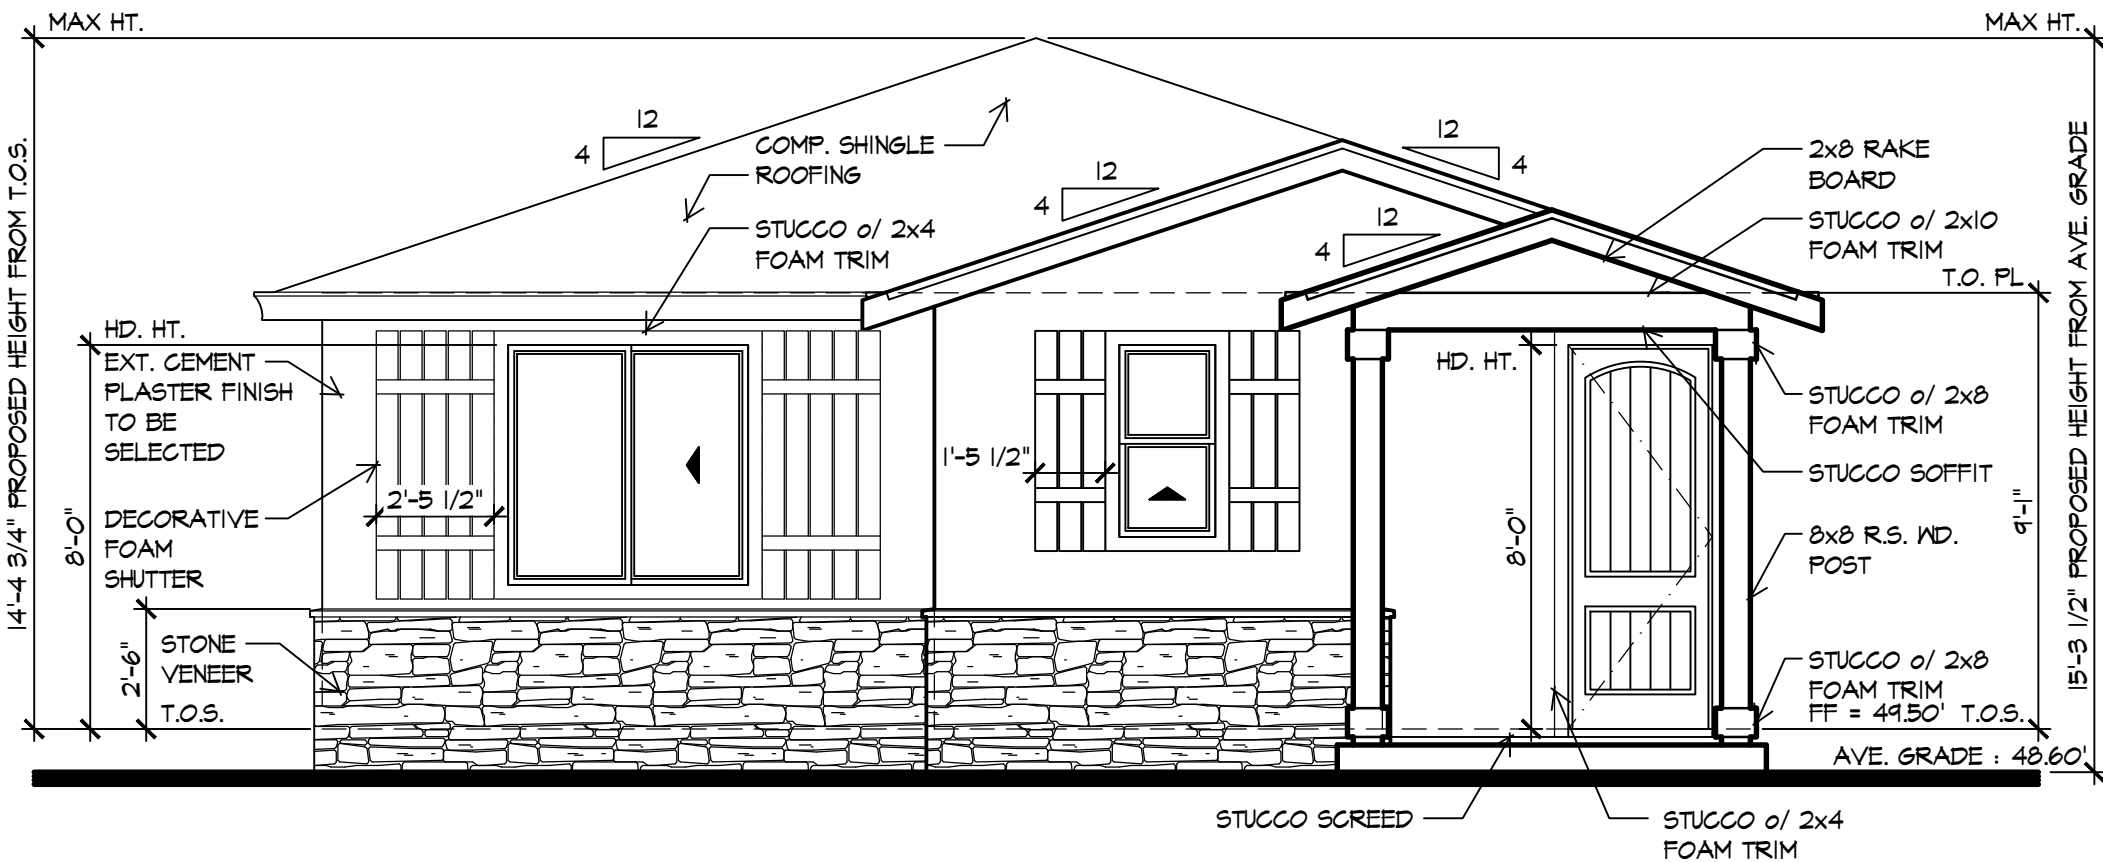 MAX HT.
MAX HT.
12
4
COMP. SHINGLE
ROOFING
12
4
12
4
12
4
2x8 RAKE
BOARD
STUCCO o/ 2x4
FOAM TRIM
STUCCO o/ 2x10
FOAM TRIM
T.O. PL
14'-4 3/4" PROPOSED HEIGHT FROM T.O.S.
15'-3 1/2" PROPOSED HEIGHT FROM AVE. GRADE
HD. HT.
EXT. CEMENT
PLASTER FINISH
TO BE
SELECTED
HD. HT.
STUCCO o/ 2x8
FOAM TRIM
1'-5 1/2"
STUCCO SOFFIT
2'-5 1/2"
DECORATIVE
FOAM
SHUTTER
8'-0"
8'-0"
9'-1"
8x8 R.S. WD.
POST
2'-6"
STONE
VENEER
T.O.S.
STUCCO o/ 2x8
FOAM TRIM
FF = 49.50' T.O.S.
AVE. GRADE : 48.60'
STUCCO SCREED
STUCCO o/ 2x4
FOAM TRIM